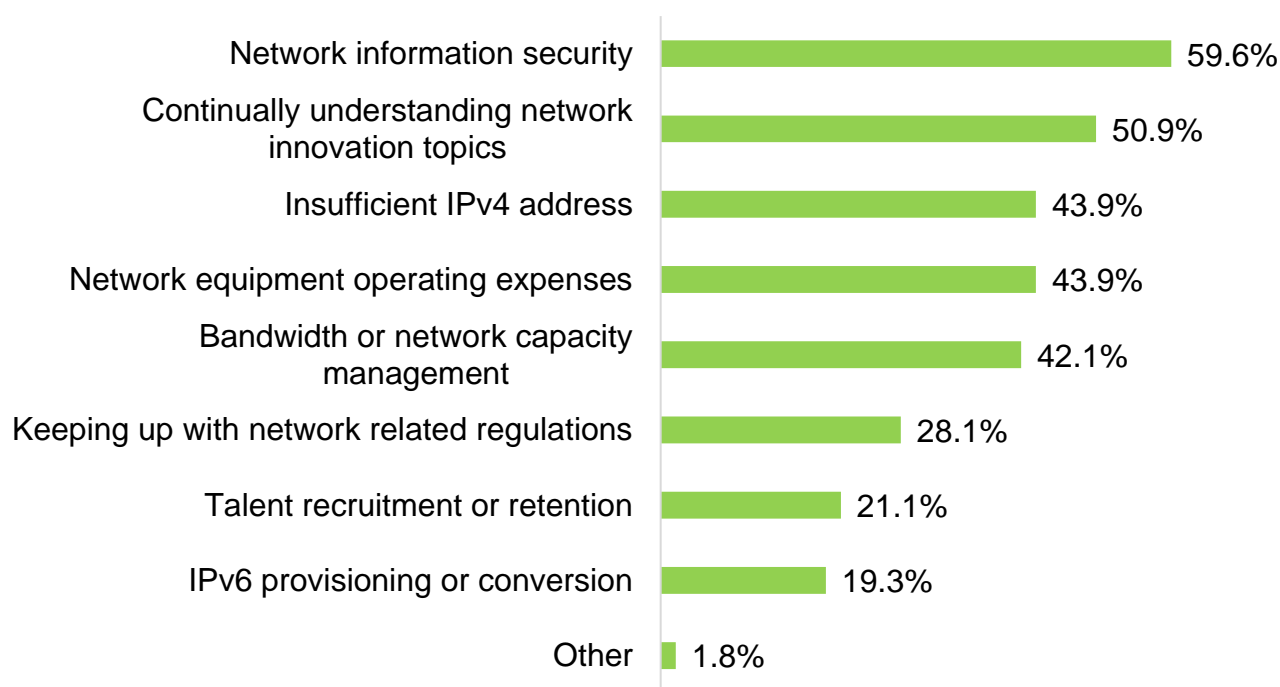 Network information security
59.6%
Continually understanding network
innovation topics
50.9%
Insufficient IPv4 address
43.9%
Network equipment operating expenses
43.9%
Bandwidth or network capacity
management
42.1%
Keeping up with network related regulations
28.1%
Talent recruitment or retention
21.1%
IPv6 provisioning or conversion
19.3%
Other
1.8%